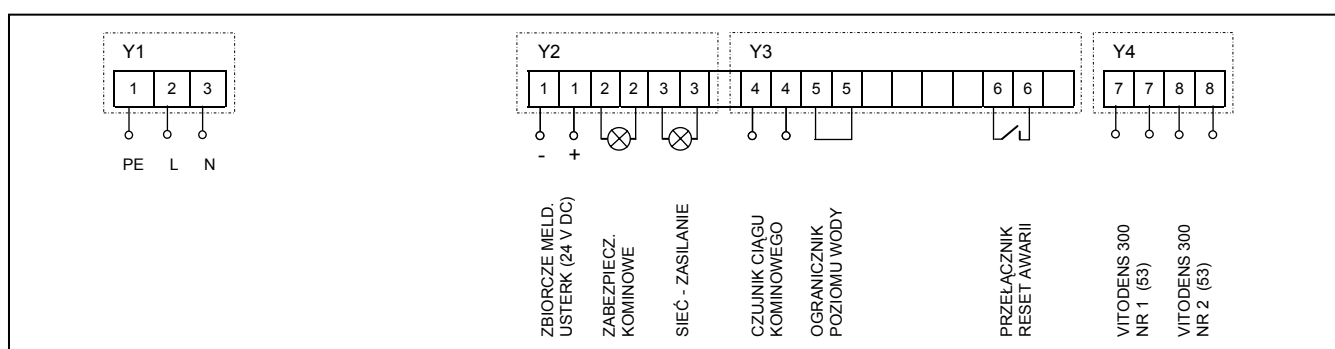 Y1
Y2
Y3
Y4
1 2 3
1 1 2 2 3 3
4 4 5 5 6 6
7 7 8 8
- +
PE L N
ZBIORCZE MELD.
USTERK (24 V DC)
ZABEZPIECZ.
KOMINOWE
SIEĆ - ZASILANIE
CZUJNIK CIĄGU
KOMINOWEGO
OGRANICZNIK
POZIOMU WODY
PRZEŁĄCZNIK
RESET AWARII
VITODENS 300
NR 1 (53)
VITODENS 300
NR 2 (53)